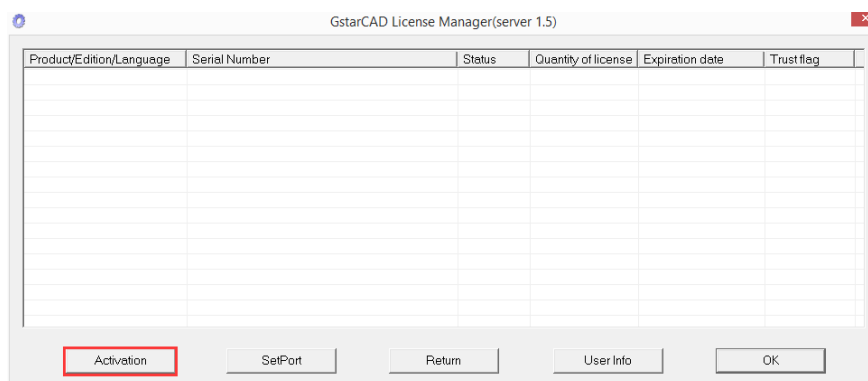 GstarCAD License Manager(server 1.5)
Product/Edition/Language Serial Number Status Quantity of license Expiration date Trust flag
Activation SetPort Return User Info OK